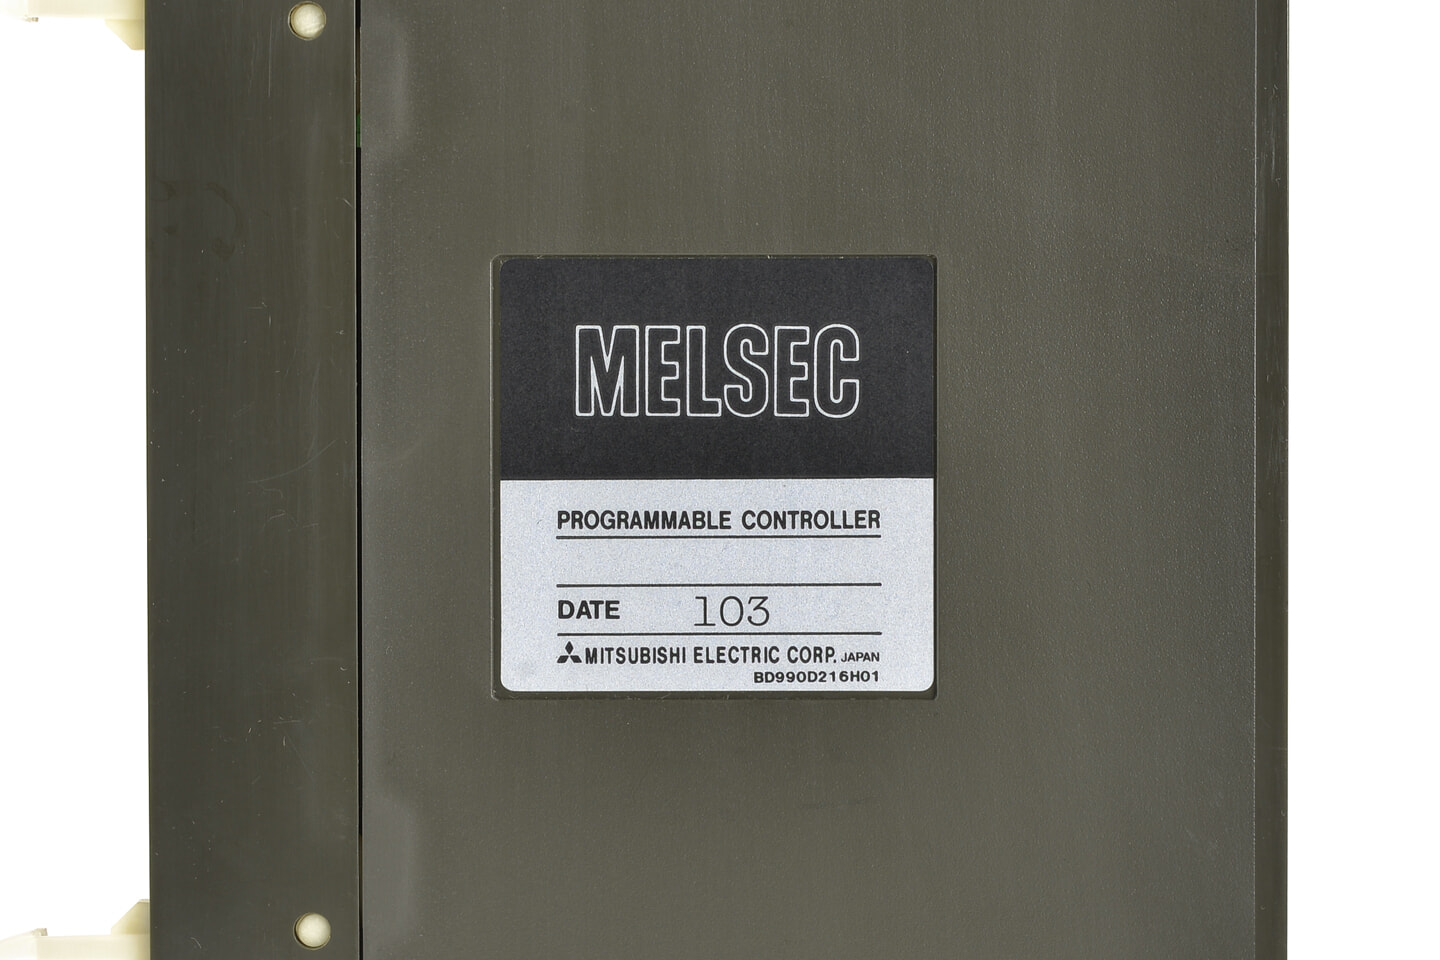 MELSEC
PROGRAMMABLE CONTROLLER
DATE 103
MITSUBISHI ELECTRIC CORP. JAPAN
BD990D216H01